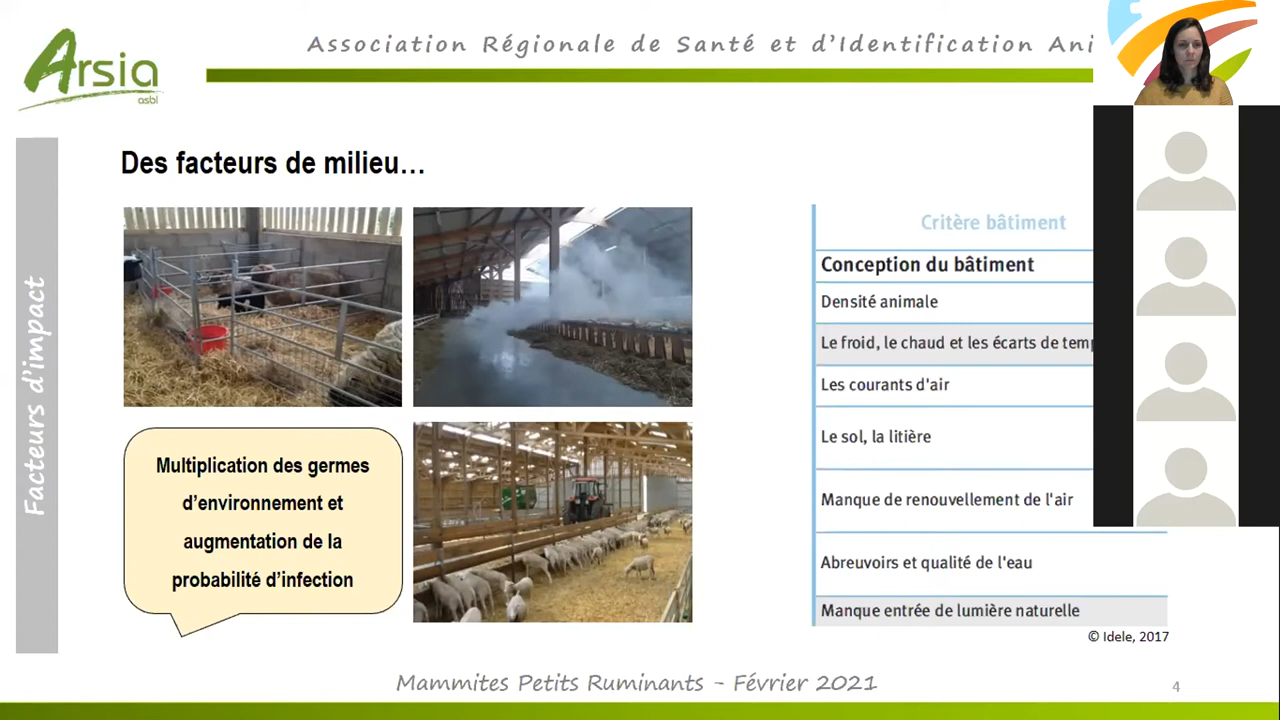 Arsia
asbl
Association Régionale de Santé et d'Identification Ani
Facteurs d'impact
Des facteurs de milieu…
Multiplication des germes
d'environnement et
augmentation de la
probabilité d'infection
Critère bâtiment
Conception du bâtiment
Densité animale
Le froid, le chaud et les écarts de temp
Les courants d'air
Le sol, la litière
Manque de renouvellement de l'air
Abreuvoirs et qualité de l'eau
Manque entrée de lumière naturelle
© Idele, 2017
Mammites Petits Ruminants - Février 2021
4